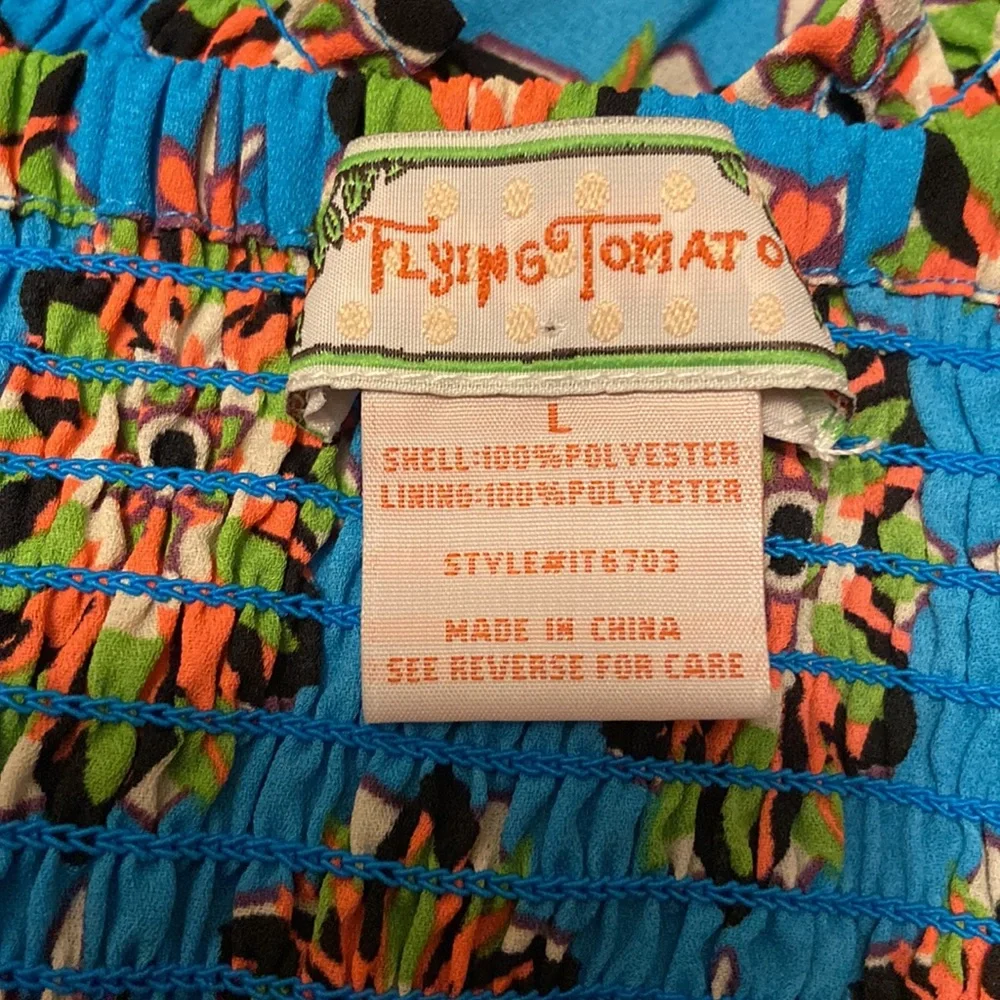 FLYING TOMATO
L
SHELL:100%POLYESTER
LINING:100%POLYESTER
STYLE#IT6703
MADE IN CHINA
SEE REVERSE FOR CARE